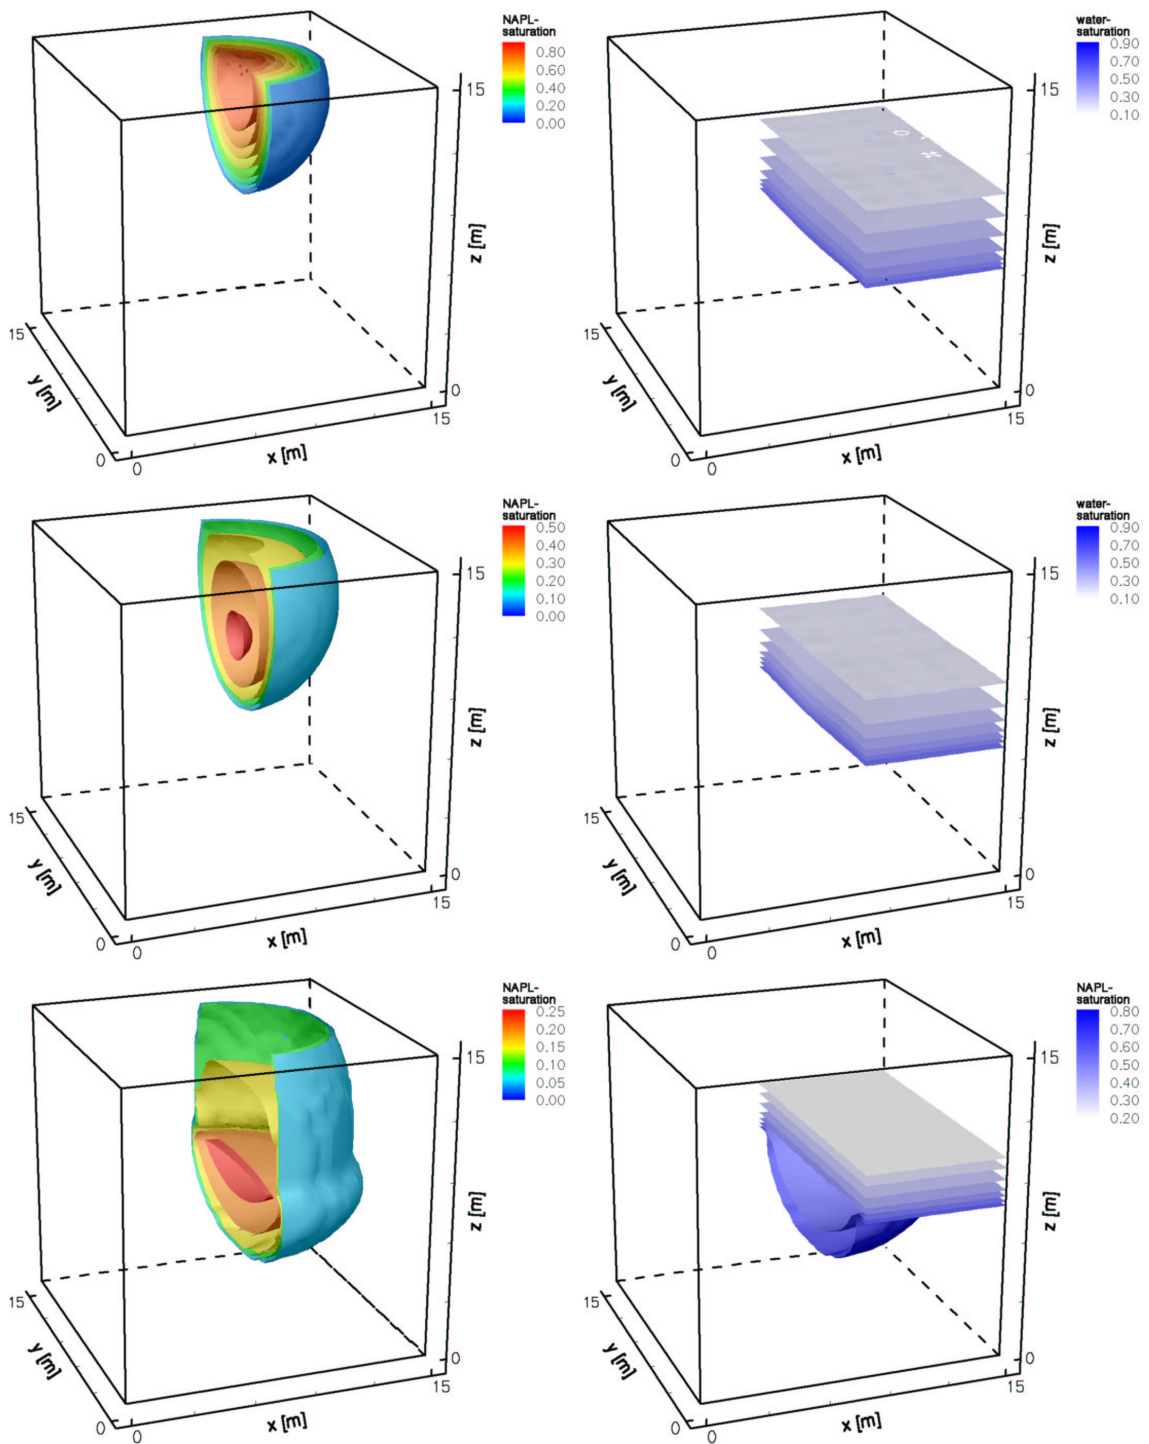 NAPL-
saturation
0.80
0.60
0.40
0.20
0.00
15
z [m]
0
15
y [m]
0
0
x [m]
15
water-
saturation
0.90
0.70
0.50
0.30
0.10
15
z [m]
0
15
y [m]
0
0
x [m]
15
NAPL-
saturation
0.50
0.40
0.30
0.20
0.10
0.00
15
z [m]
0
15
y [m]
0
0
x [m]
15
water-
saturation
0.90
0.70
0.50
0.30
0.10
15
z [m]
0
15
y [m]
0
0
x [m]
15
NAPL-
saturation
0.25
0.20
0.15
0.10
0.05
0.00
15
z [m]
0
15
y [m]
0
0
x [m]
15
NAPL-
saturation
0.80
0.70
0.60
0.50
0.40
0.30
0.20
15
z [m]
0
15
y [m]
0
0
x [m]
15